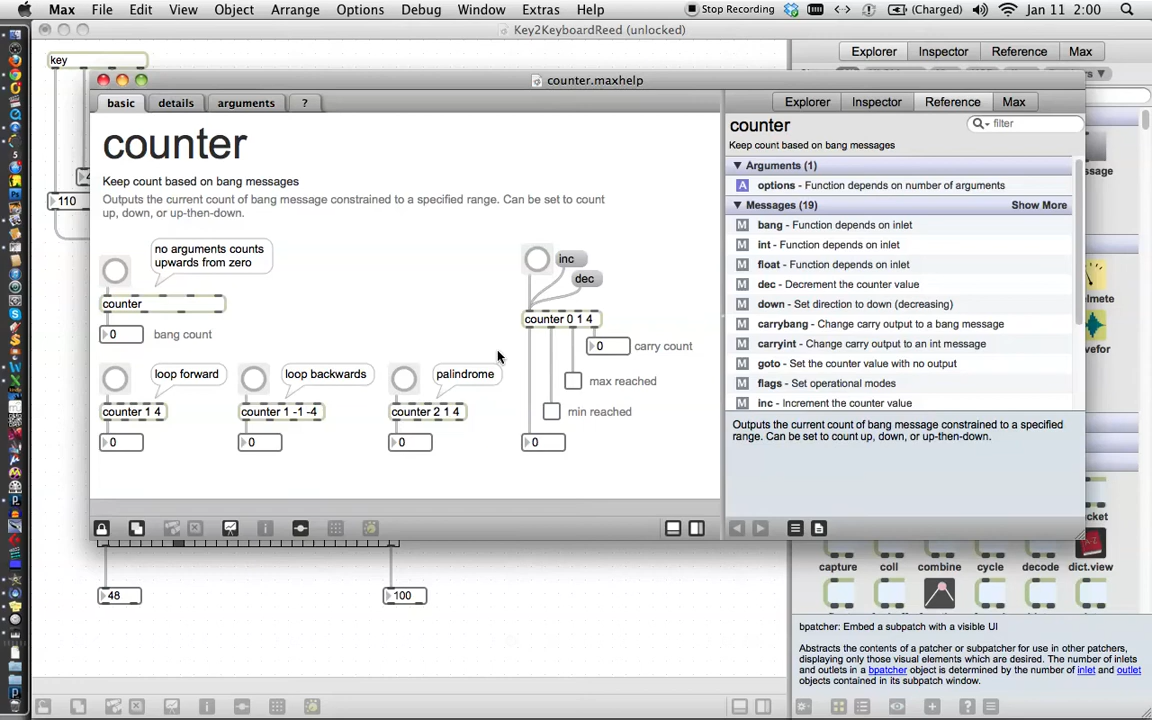 Max File Edit View Object Arrange Options Debug Window Extras Help Stop Recording (Charged) Jan 11 2:00
Key2KeyboardReed (unlocked)
Explorer Inspector Reference Max
key
110
counter.maxhelp
basic details arguments ?
Explorer Inspector Reference Max
counter
Keep count based on bang messages
Outputs the current count of bang message constrained to a specified range. Can be set to count
up, down, or up-then-down.
no arguments counts
upwards from zero
counter
0 bang count
inc
dec
counter 0 1 4
0 carry count
max reached
min reached
0
loop forward
counter 1 4
0
loop backwards
counter 1 -1 -4
0
palindrome
counter 2 1 4
0
counter
filter
Keep count based on bang messages
Arguments (1)
options - Function depends on number of arguments
Messages (19) Show More
bang - Function depends on inlet
int - Function depends on inlet
float - Function depends on inlet
dec - Decrement the counter value
down - Set direction to down (decreasing)
carrybang - Change carry output to a bang message
carryint - Change carry output to an int message
goto - Set the counter value with no output
flags - Set operational modes
inc - Increment the counter value
Outputs the current count of bang message constrained to a specified
range. Can be set to count up, down, or up-then-down.
48
100
capture coll combine cycle decode dict.view
bpatcher: Embed a subpatch with a visible UI
Abstracts the contents of a patcher or subpatcher for use in other patchers,
displaying only those visual elements which are desired. The number of inlets
and outlets in a bpatcher object is determined by the number of inlet and outlet
objects contained in its subpatch window.